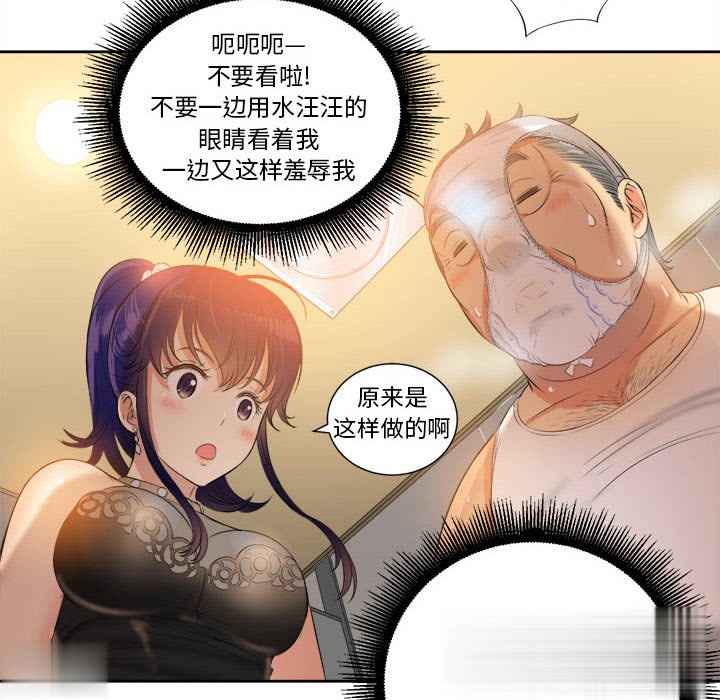 呃呃呃—
不要看啦!
不要一边用水汪汪的
眼睛看着我
一边又这样羞辱我
原来是
这样做的啊